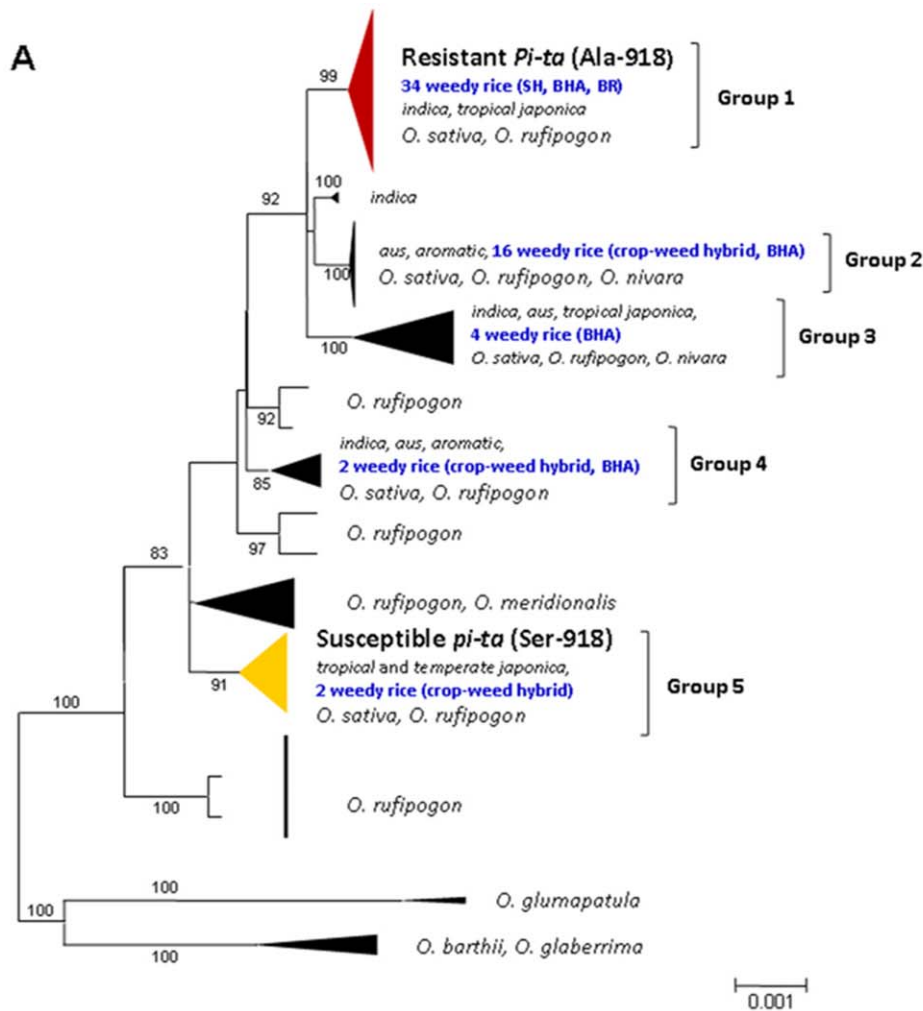 A
Resistant Pi-ta (Ala-918)
99
34 weedy rice (SH, BHA, BR)
Group 1
indica, tropical japonica
O. sativa, O. rufipogon
100
92
indica
aus, aromatic, 16 weedy rice (crop-weed hybrid, BHA)
Group 2
100
O. sativa, O. rufipogon, O. nivara
indica, aus, tropical japonica,
4 weedy rice (BHA)
Group 3
100
O. sativa, O. rufipogon, O. nivara
O. rufipogon
92
indica, aus, aromatic,
2 weedy rice (crop-weed hybrid, BHA)
Group 4
85
O. sativa, O. rufipogon
O. rufipogon
97
83
O. rufipogon, O. meridionalis
Susceptible pi-ta (Ser-918)
tropical and temperate japonica,
91
2 weedy rice (crop-weed hybrid)
Group 5
100
O. sativa, O. rufipogon
100
O. rufipogon
100
O. glumapatula
100
O. barthii, O. glaberrima
100
0.001